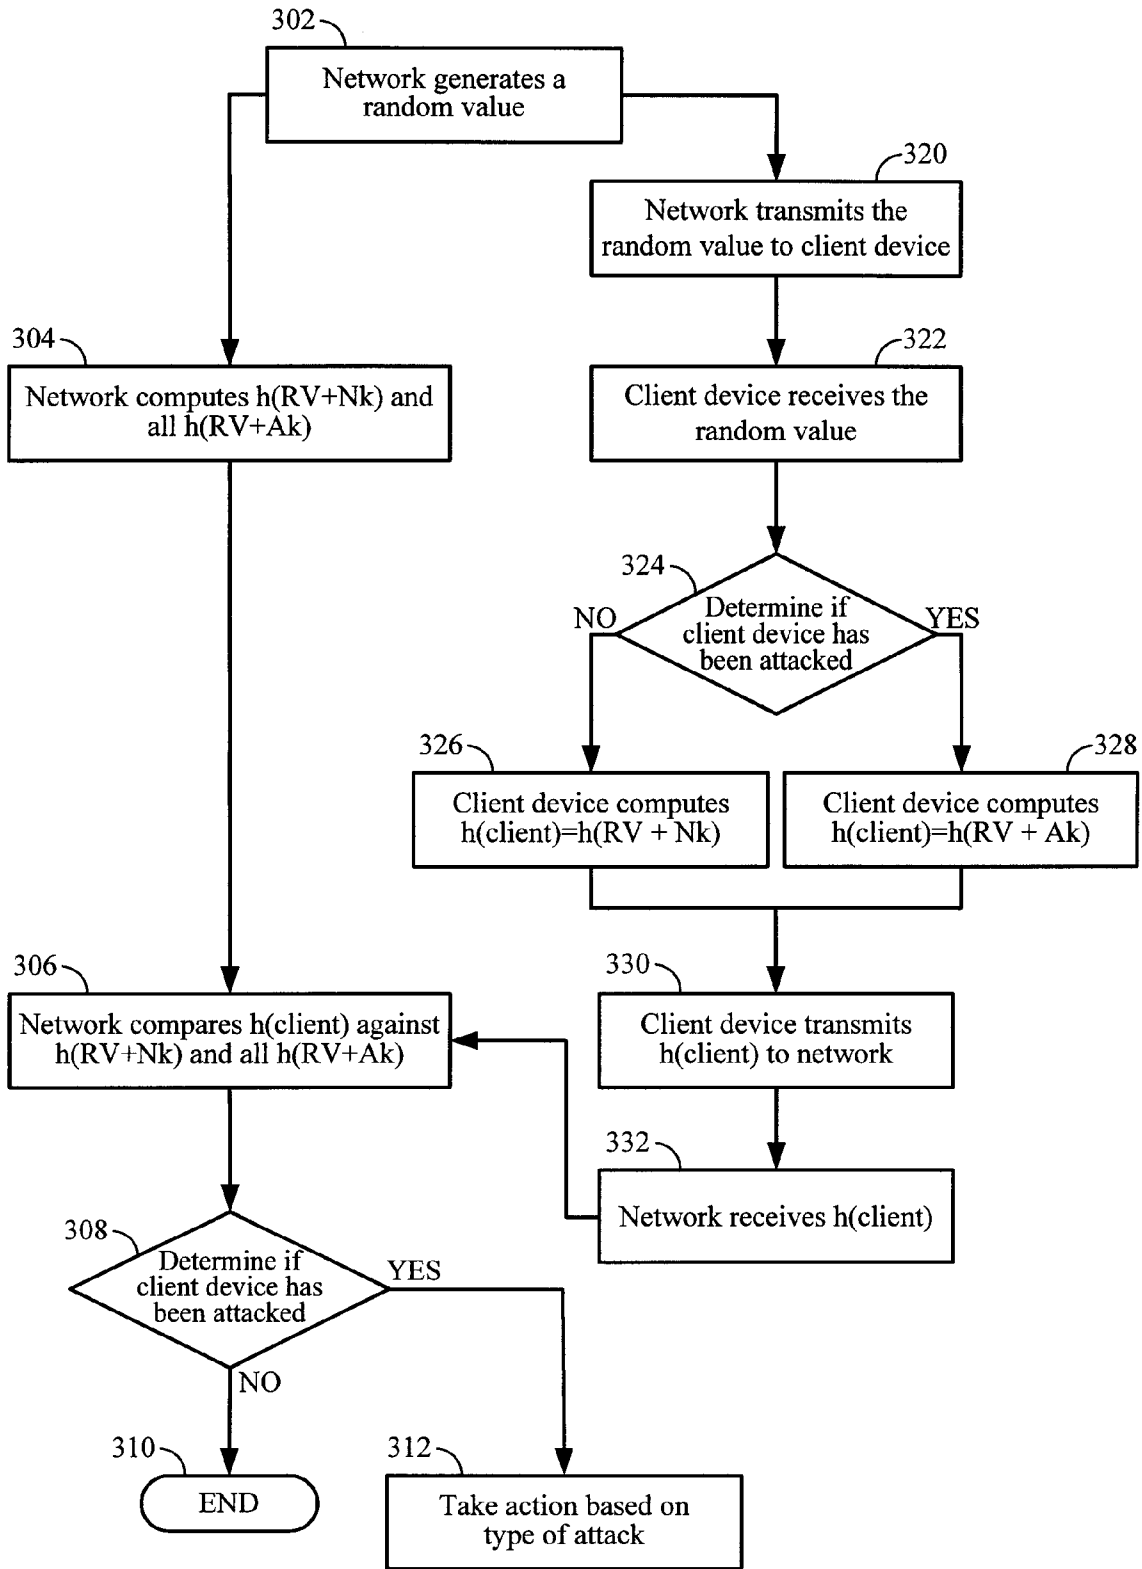 302
Network generates a
random value
320
Network transmits the
random value to client device
304
Network computes h(RV+Nk) and
all h(RV+Ak)
322
Client device receives the
random value
324
Determine if
client device has
been attacked
NO
YES
326
Client device computes
h(client)=h(RV + Nk)
328
Client device computes
h(client)=h(RV + Ak)
306
Network compares h(client) against
h(RV+Nk) and all h(RV+Ak)
330
Client device transmits
h(client) to network
332
Network receives h(client)
308
Determine if
client device has
been attacked
YES
NO
310
END
312
Take action based on
type of attack